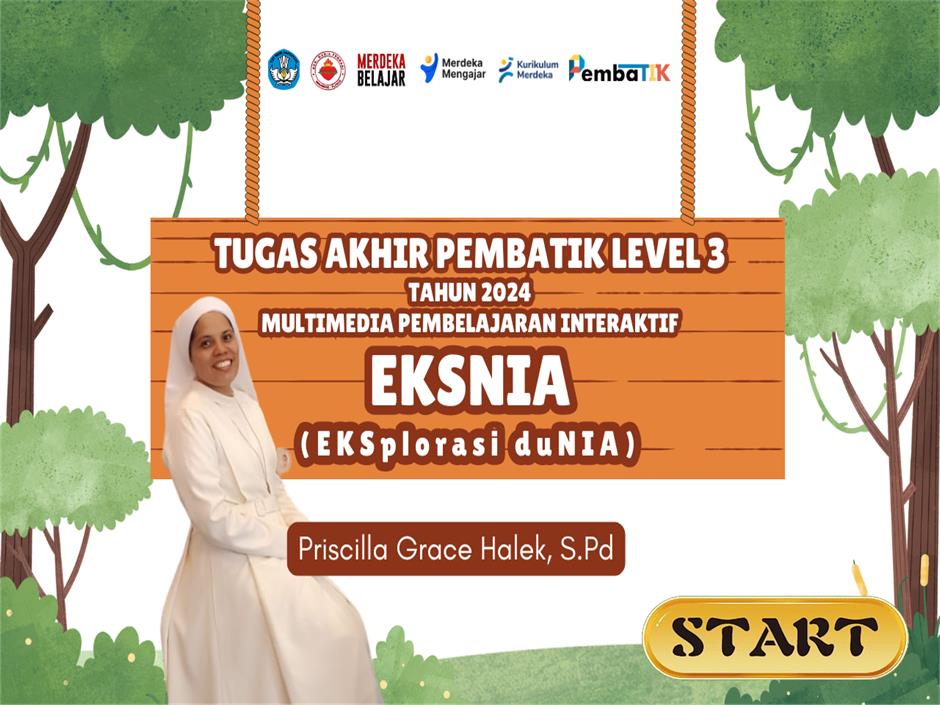 MERDEKA
BELAJAR
Merdeka
Mengajar
Kurikulum
Merdeka
PembaTIK
TUGAS AKHIR PEMBATIK LEVEL 3
TAHUN 2024
MULTIMEDIA PEMBELAJARAN INTERAKTIF
EKSNIA
(EKSplorasi duNIA)
Priscilla Grace Halek, S.Pd
START